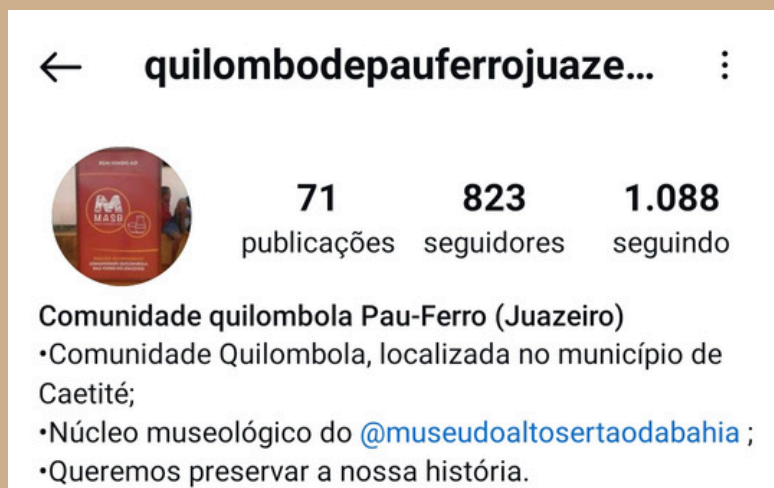 quilombodepauferrojuaze...
MASB
71
823
1.088
publicações
seguidores
seguindo
Comunidade quilombola Pau-Ferro (Juazeiro)
•Comunidade Quilombola, localizada no município de
Caetité;
•Núcleo museológico do @museudoaltosertaodabahia ;
•Queremos preservar a nossa história.